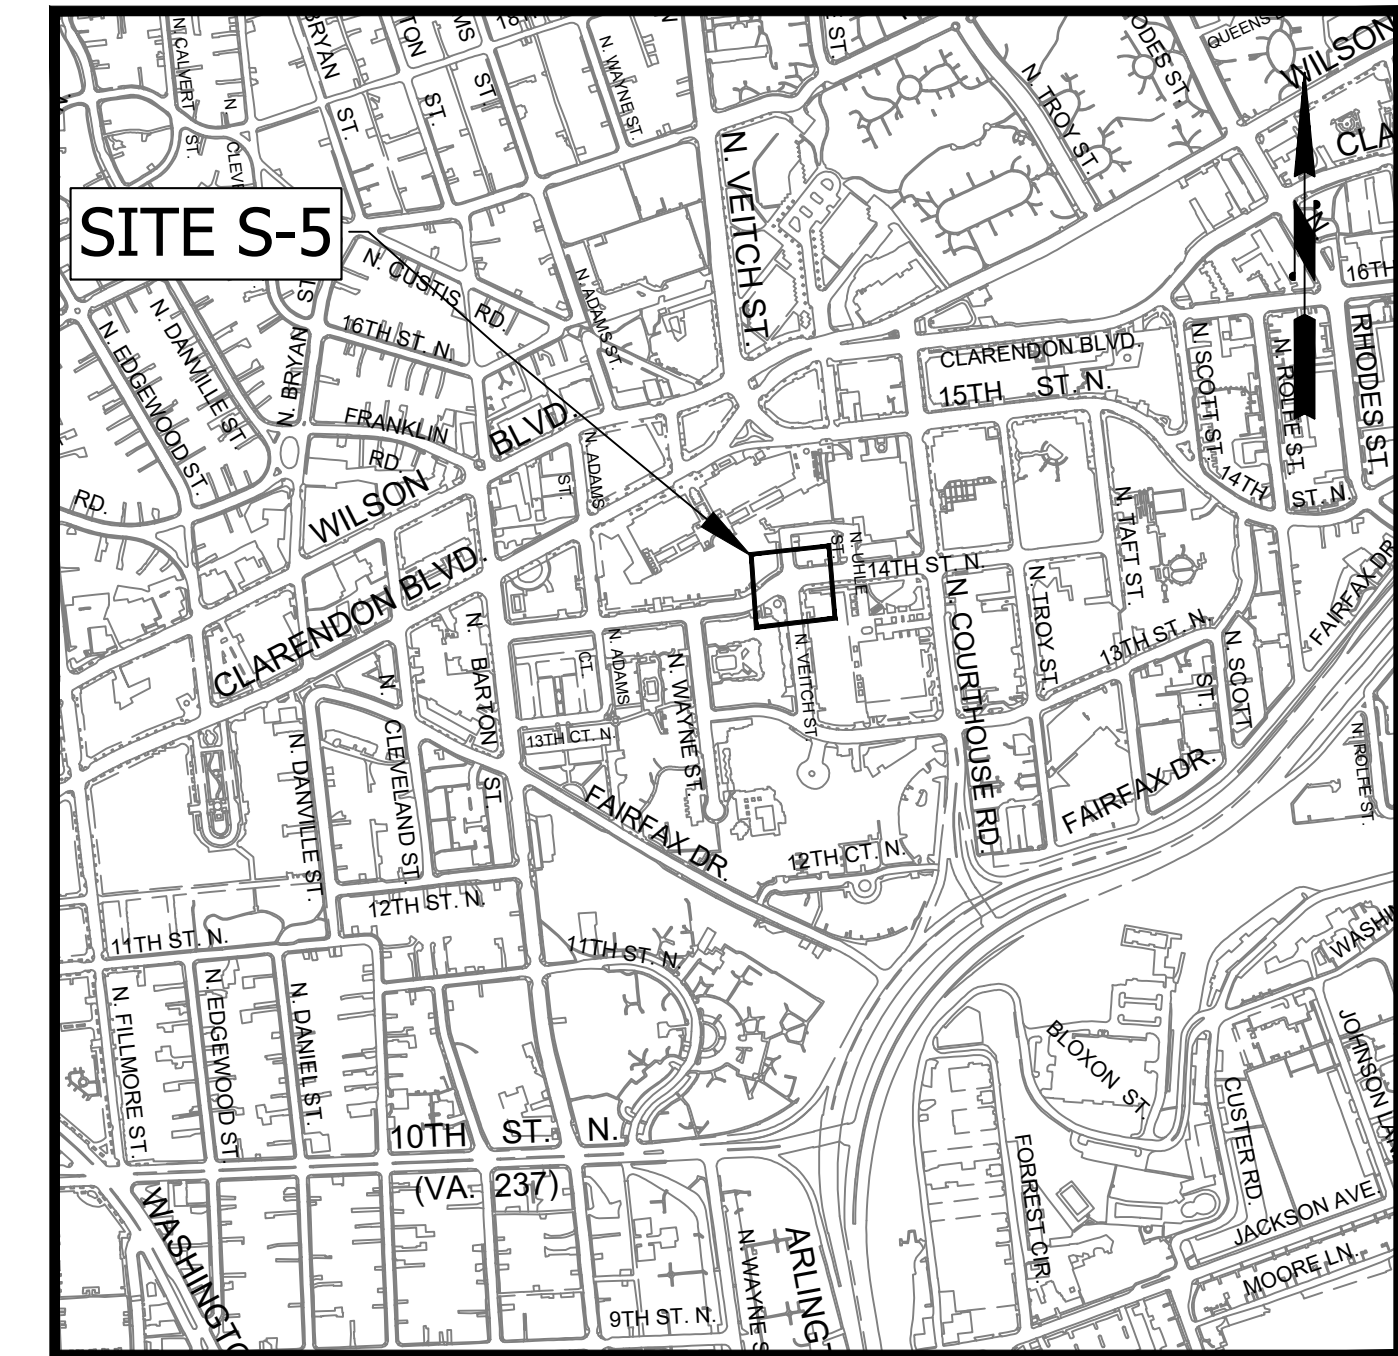 N. CALVERT
ST.
BRYAN
ST.
ST.
ST.
N. WAYNE ST.
ST.
N. TROY ST.
ODES ST.
WILSON
N. VEITCH ST.
SITE S-5
N. CUSTIS RD.
16TH ST. N.
N. ADAMS ST.
N. DANVILLE ST.
N. EDGEWOOD ST.
N. BRYAN ST.
FRANKLIN
RD.
WILSON BLVD.
CLARENDON BLVD.
15TH ST. N.
N. SCOTT ST.
N. ROLFE ST.
RHODES ST.
16TH
N.
14TH ST. N.
RD.
N. ADAMS
ST.
CLARENDON BLVD.
N. UHLE
ST.
14TH ST. N.
N. TAFT ST.
N. TROY ST.
N. COURTHOUSE RD.
13TH ST. N.
N. SCOTT
ST.
FAIRFAX DR.
N. BARTON
ST.
N. ADAMS
CT.
N. WAYNE ST.
N. VEITCH ST.
13TH CT. N.
N. CLEVELAND ST.
N. DANVILLE ST.
FAIRFAX DR.
FAIRFAX DR.
N. ROLFE ST.
12TH CT. N.
12TH ST. N.
11TH ST. N.
11TH ST. N.
N. FILLMORE ST.
N. EDGEWOOD ST.
N. DANIEL ST.
BLOXON ST.
CUSTER RD.
FORREST CIR.
JACKSON AVE.
MOORE LN.
10TH ST. N.
(VA. 237)
9TH ST. N.
N. WAYNE S
ARLING
WASHINGTO